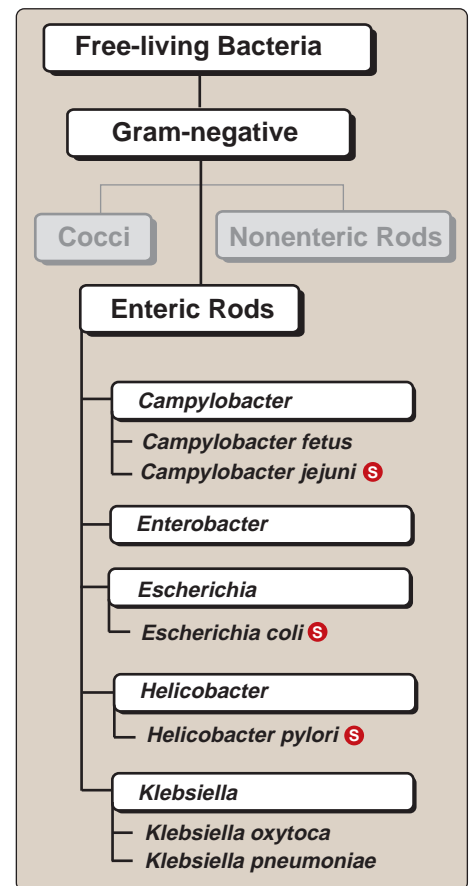 Free-living Bacteria
Gram-negative
Cocci
Nonenteric Rods
Enteric Rods
Campylobacter
Campylobacter fetus
Campylobacter jejuni S
Enterobacter
Escherichia
Escherichia coli S
Helicobacter
Helicobacter pylori S
Klebsiella
Klebsiella oxytoca
Klebsiella pneumoniae